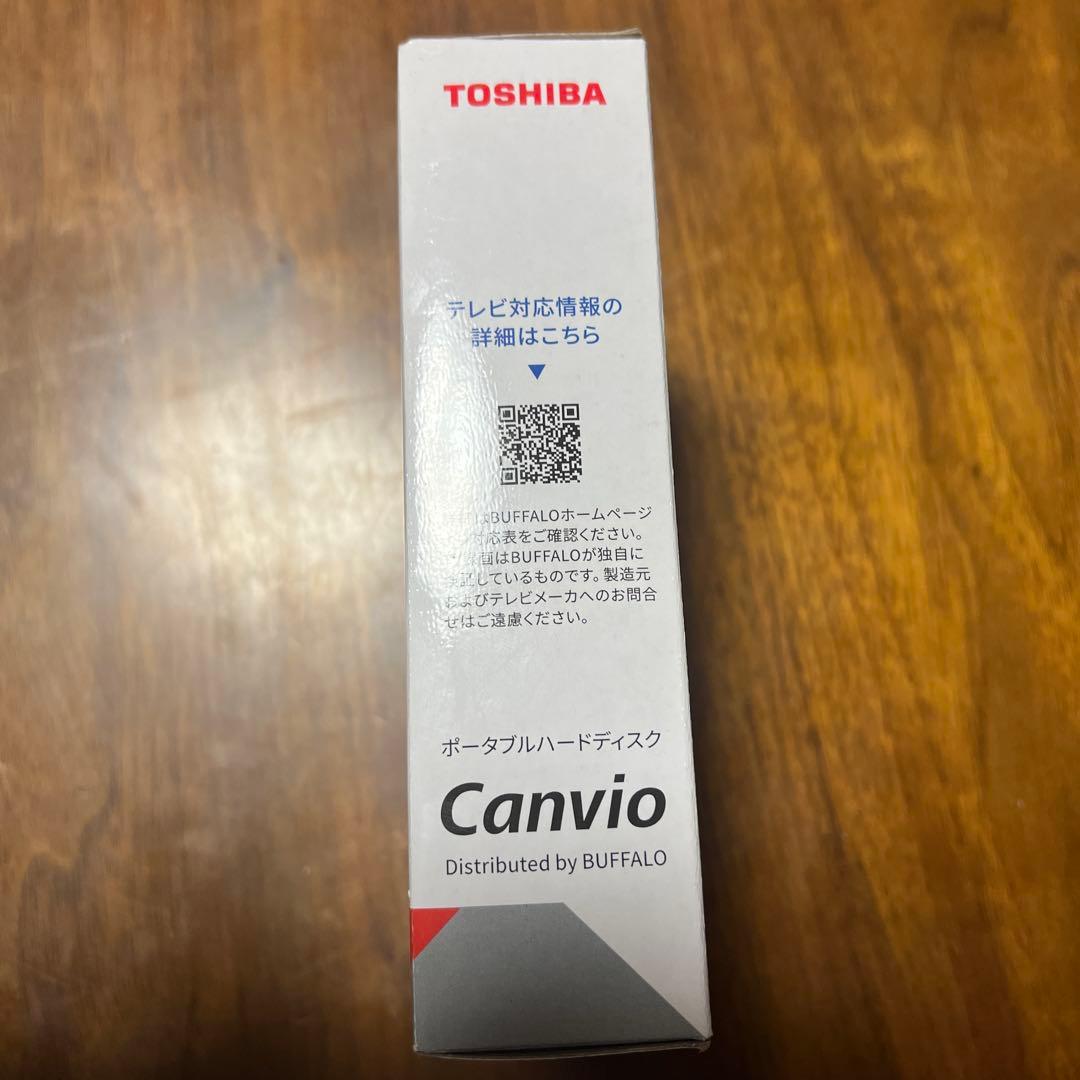 TOSHIBA
テレビ対応情報の
詳細はこちら
はBUFFALOホームページ
対応表をご確認ください。
録画はBUFFALOが独自に
しているものです。製造元
およびテレビメーカへのお問合
せはご遠慮ください。
ポータブルハードディスク
Canvio
Distributed by BUFFALO